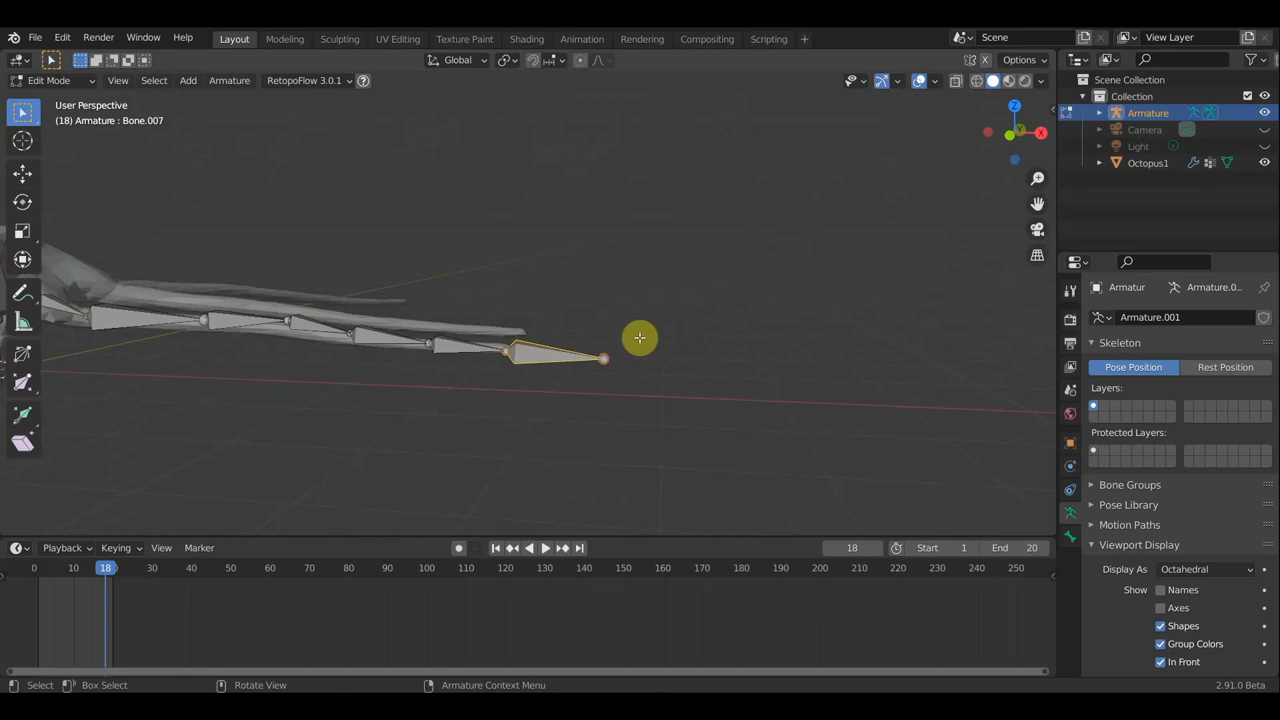 File Edit Render Window Help Layout Modeling Sculpting UV Editing Texture Paint Shading Animation Rendering Compositing Scripting + Scene View Layer
Global Options
Edit Mode View Select Add Armature RetopoFlow 3.0.1
User Perspective
(18) Armature : Bone.007
Z
Y
X
Scene Collection
Collection
Armature
Camera
Light
Octopus1
Armatur Armature.0...
Armature.001
Skeleton
Pose Position Rest Position
Layers:
Protected Layers:
Bone Groups
Pose Library
Motion Paths
Viewport Display
Display As Octahedral
Show Names
Axes
Shapes
Group Colors
In Front
Playback Keying View Marker 18 Start 1 End 20
0 10 18 30 40 50 60 70 80 90 100 110 120 130 140 150 160 170 180 190 200 210 220 230 240 250
Select Box Select Rotate View Armature Context Menu 2.91.0 Beta